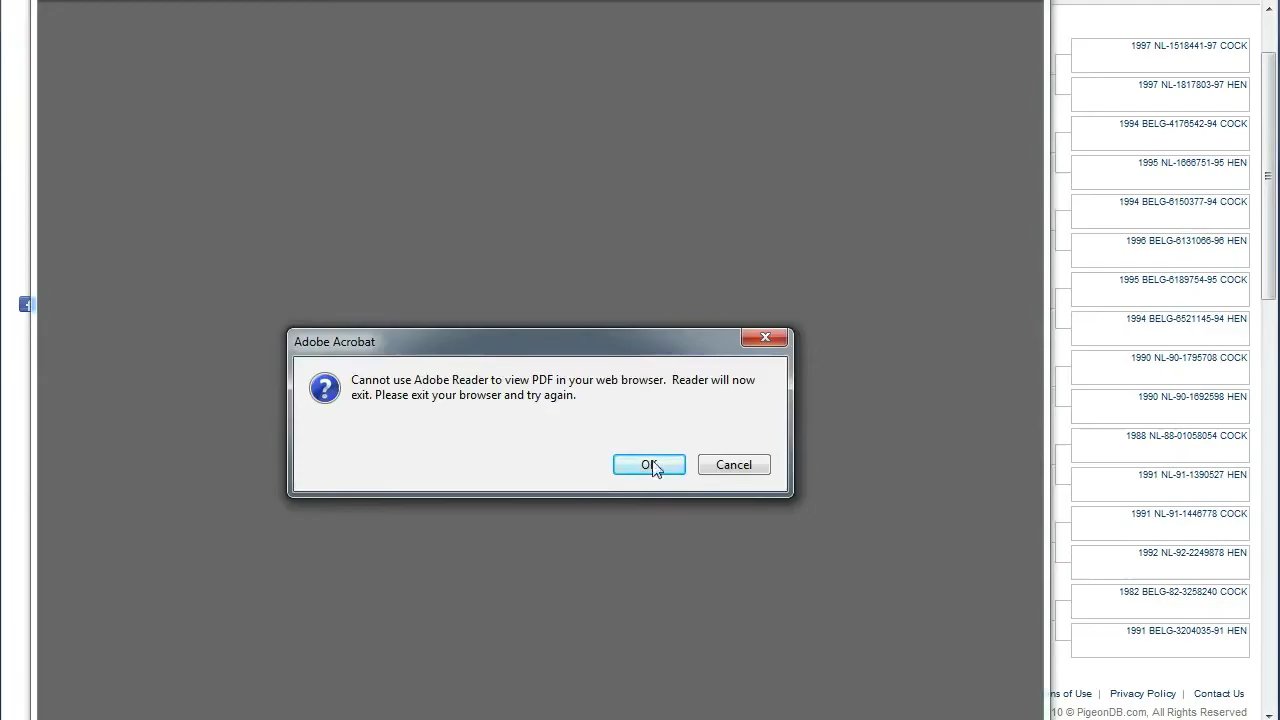 1997 NL-1518441-97 COCK
1997 NL-1817803-97 HEN
1994 BELG-4176542-94 COCK
1995 NL-1666751-95 HEN
1994 BELG-6150377-94 COCK
1996 BELG-6131066-96 HEN
1995 BELG-6189754-95 COCK
1994 BELG-6521145-94 HEN
1990 NL-90-1795708 COCK
1990 NL-90-1692598 HEN
1988 NL-88-01058054 COCK
1991 NL-91-1390527 HEN
1991 NL-91-1446778 COCK
1992 NL-92-2249878 HEN
1982 BELG-82-3258240 COCK
1991 BELG-3204035-91 HEN
Adobe Acrobat
Cannot use Adobe Reader to view PDF in your web browser. Reader will now
exit. Please exit your browser and try again.
OK Cancel
of Use | Privacy Policy | Contact Us
10 © PigeonDB.com, All Rights Reserved